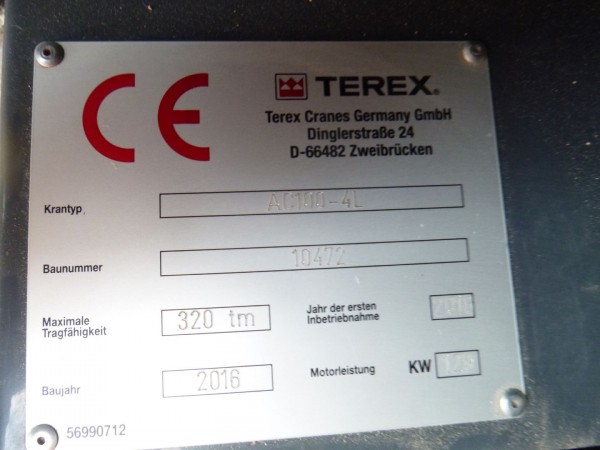 CE
TEREX®
Terex Cranes Germany GmbH
Dinglerstraße 24
D-66482 Zweibrücken
Krantyp AC100-4L
Baunummer 10472
Maximale
Tragfähigkeit 320 tm
Jahr der ersten
Inbetriebnahme
Baujahr 2016
Motorleistung KW
56990712